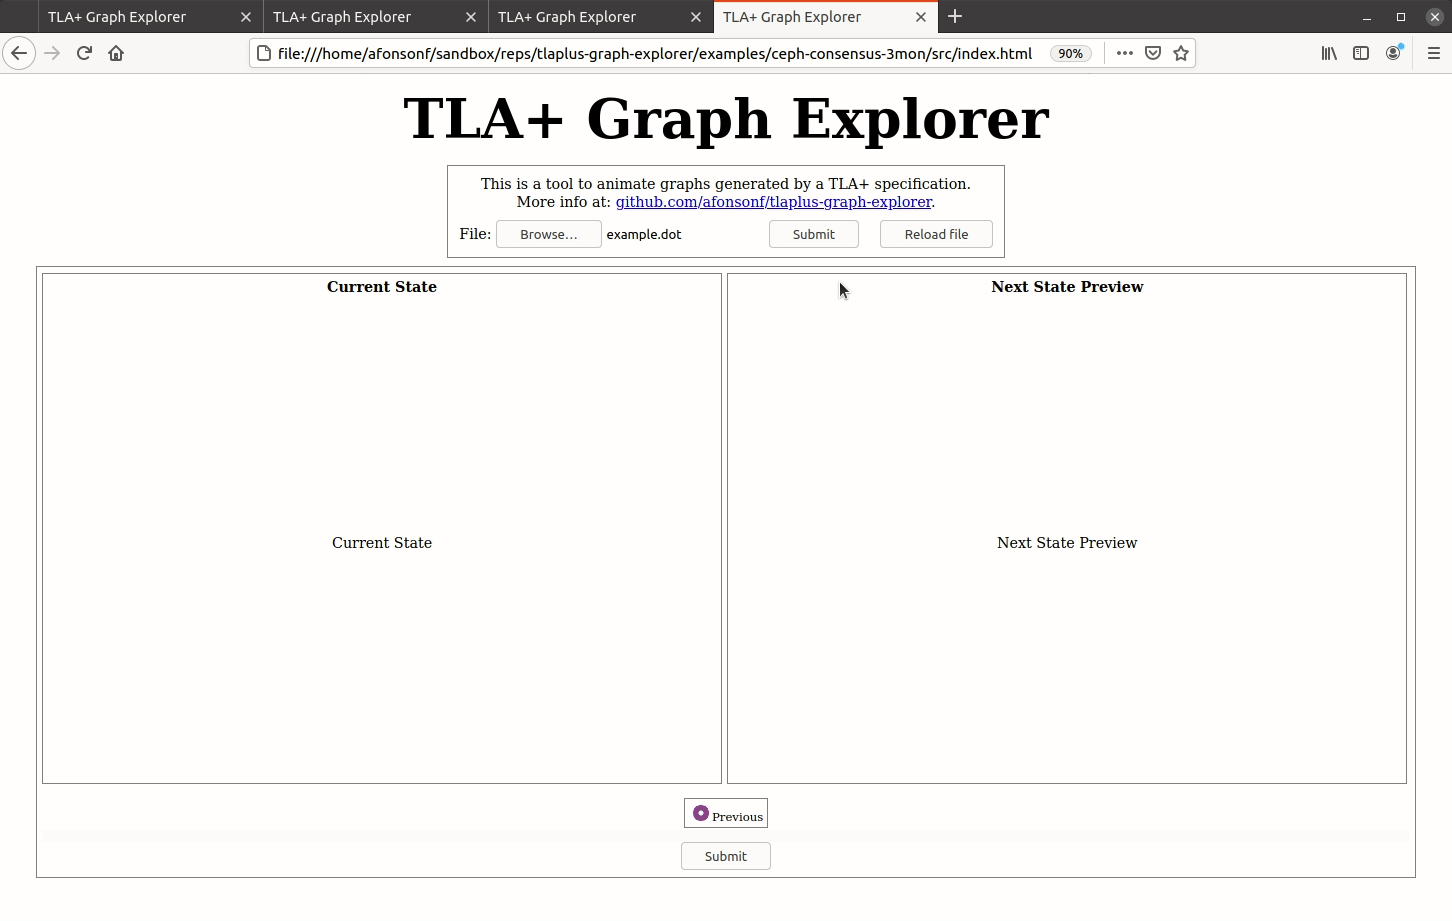 TLA+ Graph Explorer
TLA+ Graph Explorer
TLA+ Graph Explorer
TLA+ Graph Explorer
file:///home/afonsonf/sandbox/reps/tlaplus-graph-explorer/examples/ceph-consensus-3mon/src/index.html
90%
TLA+ Graph Explorer
This is a tool to animate graphs generated by a TLA+ specification.
More info at: github.com/afonsonf/tlaplus-graph-explorer.
File: Browse... example.dot Submit Reload file
Current State
Next State Preview
Current State
Next State Preview
Previous
Submit